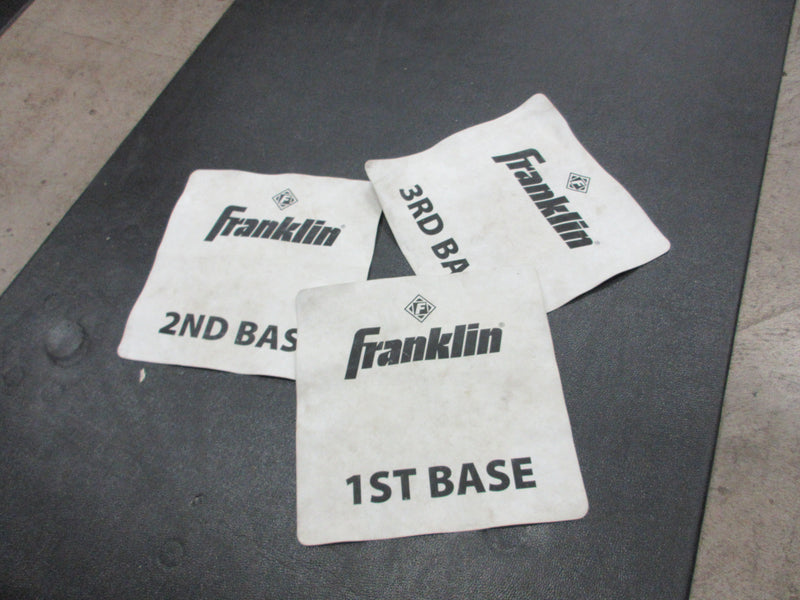 F
Franklin
2ND BAS
F
Franklin®
3RD BA
F
Franklin®
1ST BASE